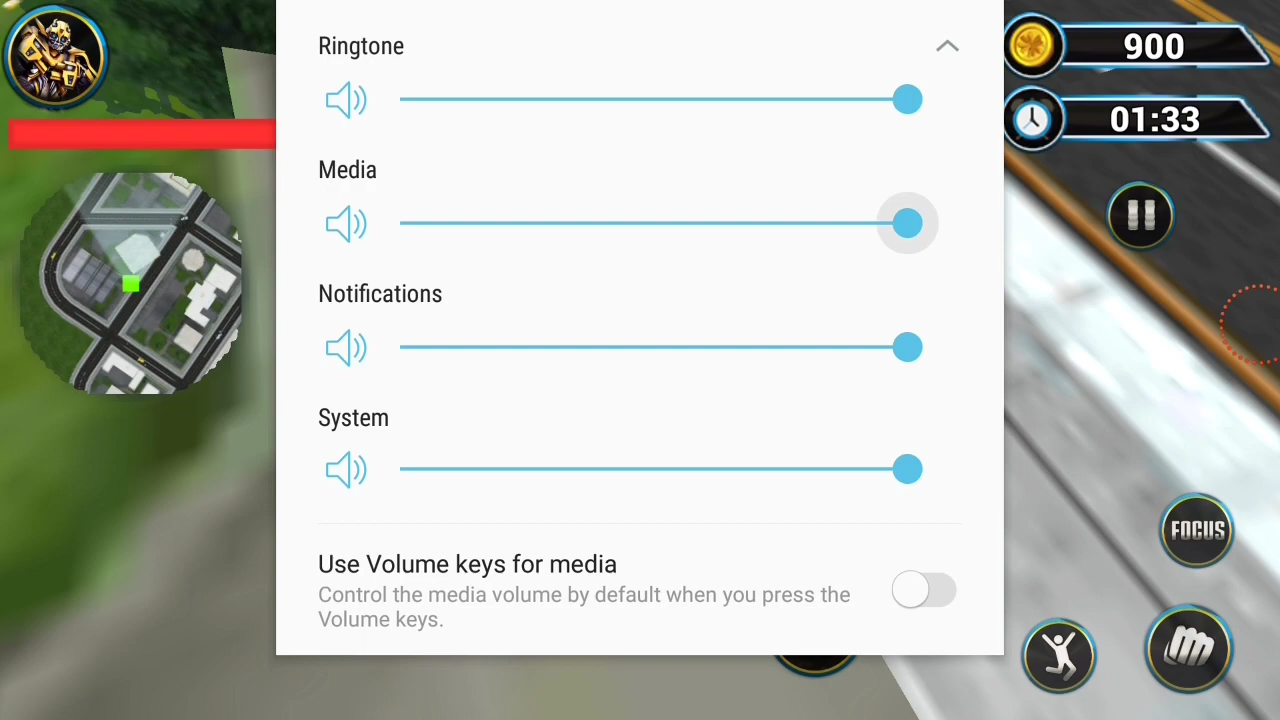 Ringtone
900
01:33
Media
Notifications
System
FOCUS
Use Volume keys for media
Control the media volume by default when you press the
Volume keys.